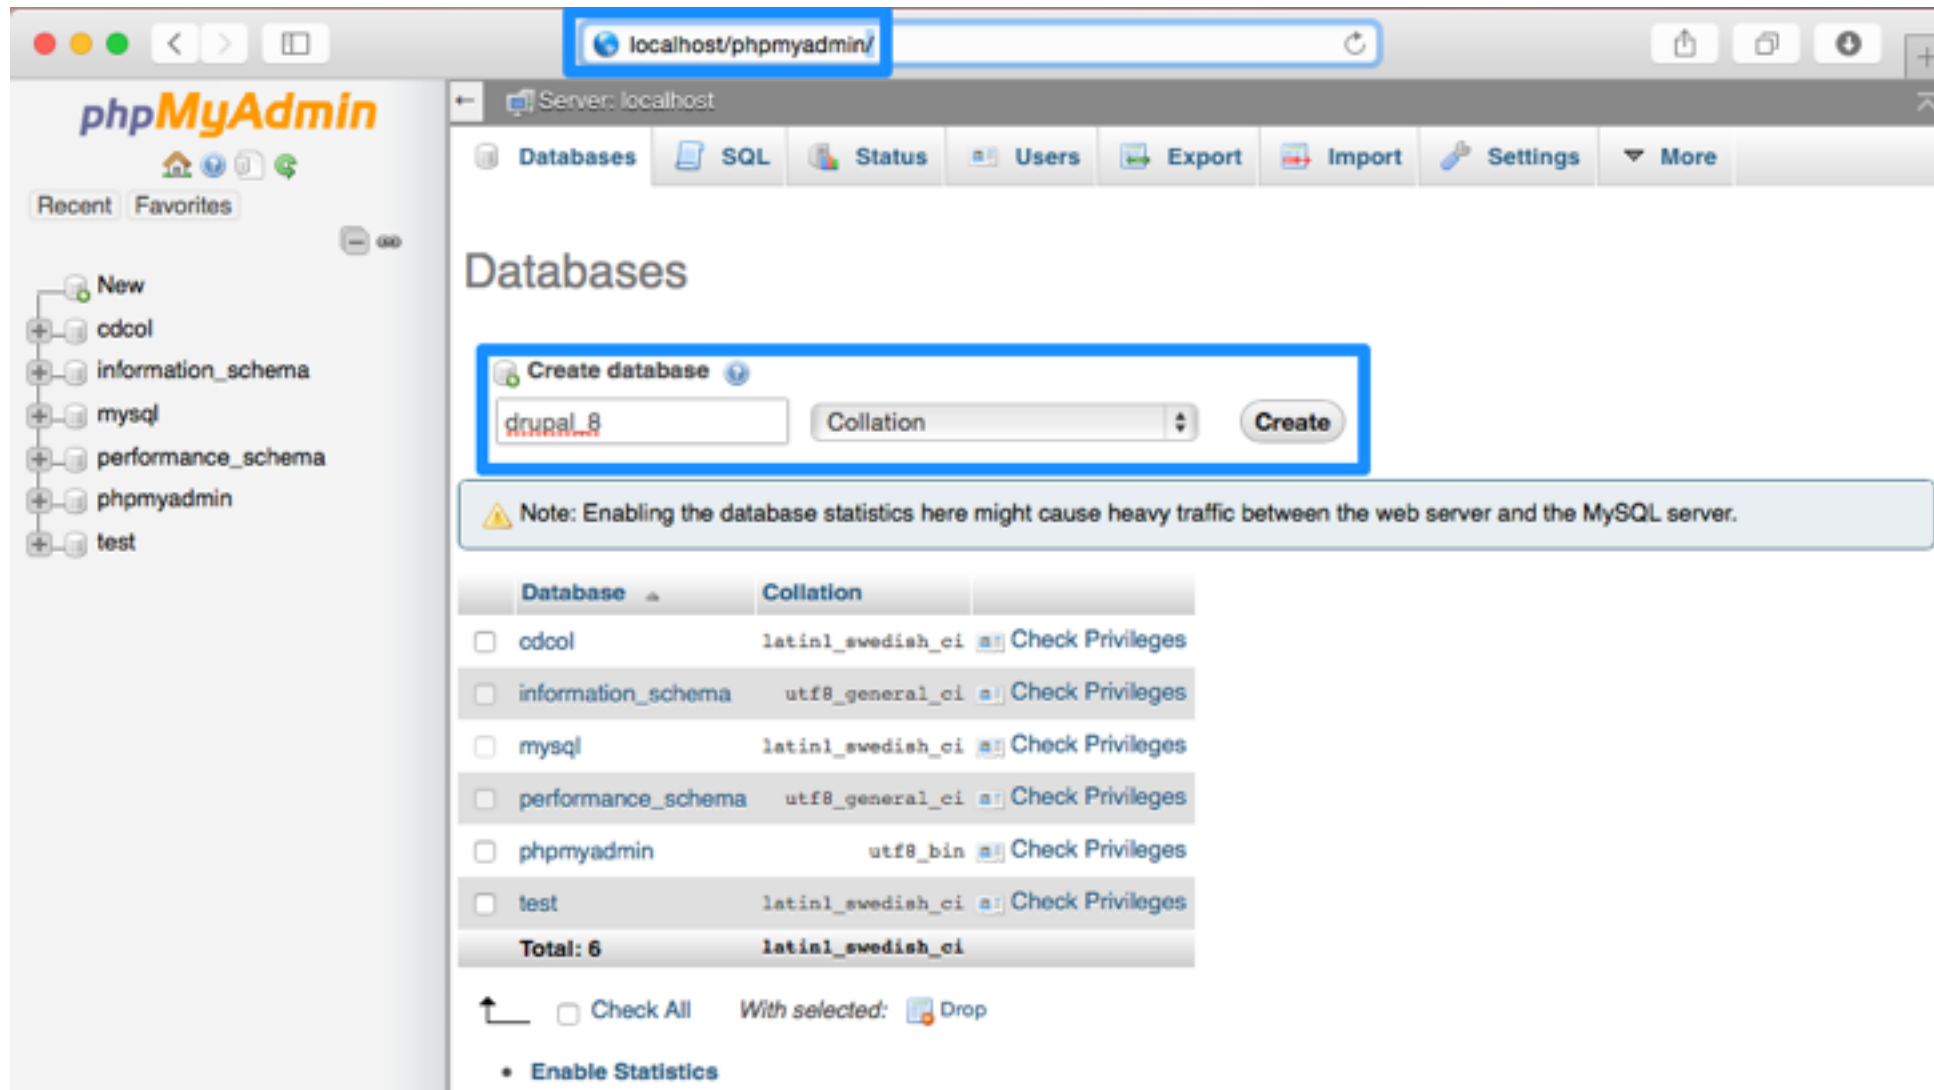 localhost/phpmyadmin/
phpMyAdmin
Recent Favorites
New
cdcol
information_schema
mysql
performance_schema
phpmyadmin
test
Server: localhost
Databases SQL Status Users Export Import Settings More
Databases
Create database
drupal_8 Collation Create
Note: Enabling the database statistics here might cause heavy traffic between the web server and the MySQL server.
Database Collation
cdcol latin1_swedish_ci Check Privileges
information_schema utf8_general_ci Check Privileges
mysql latin1_swedish_ci Check Privileges
performance_schema utf8_general_ci Check Privileges
phpmyadmin utf8_bin Check Privileges
test latin1_swedish_ci Check Privileges
Total: 6 latin1_swedish_ci
Check All With selected: Drop
• Enable Statistics